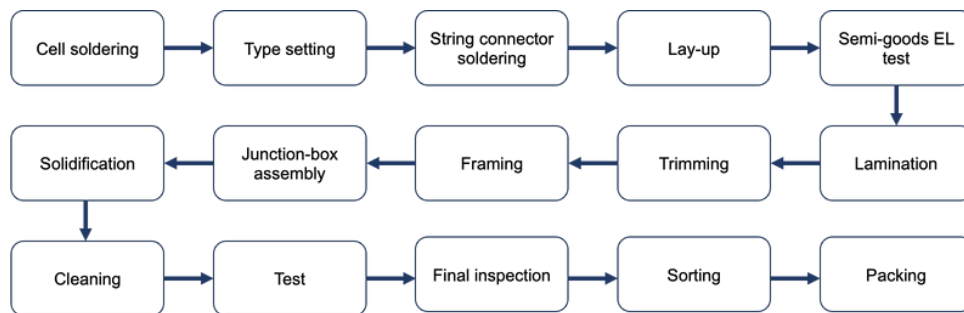 Cell soldering
Type setting
String connector
soldering
Lay-up
Semi-goods EL
test
Solidification
Junction-box
assembly
Framing
Trimming
Lamination
Cleaning
Test
Final inspection
Sorting
Packing